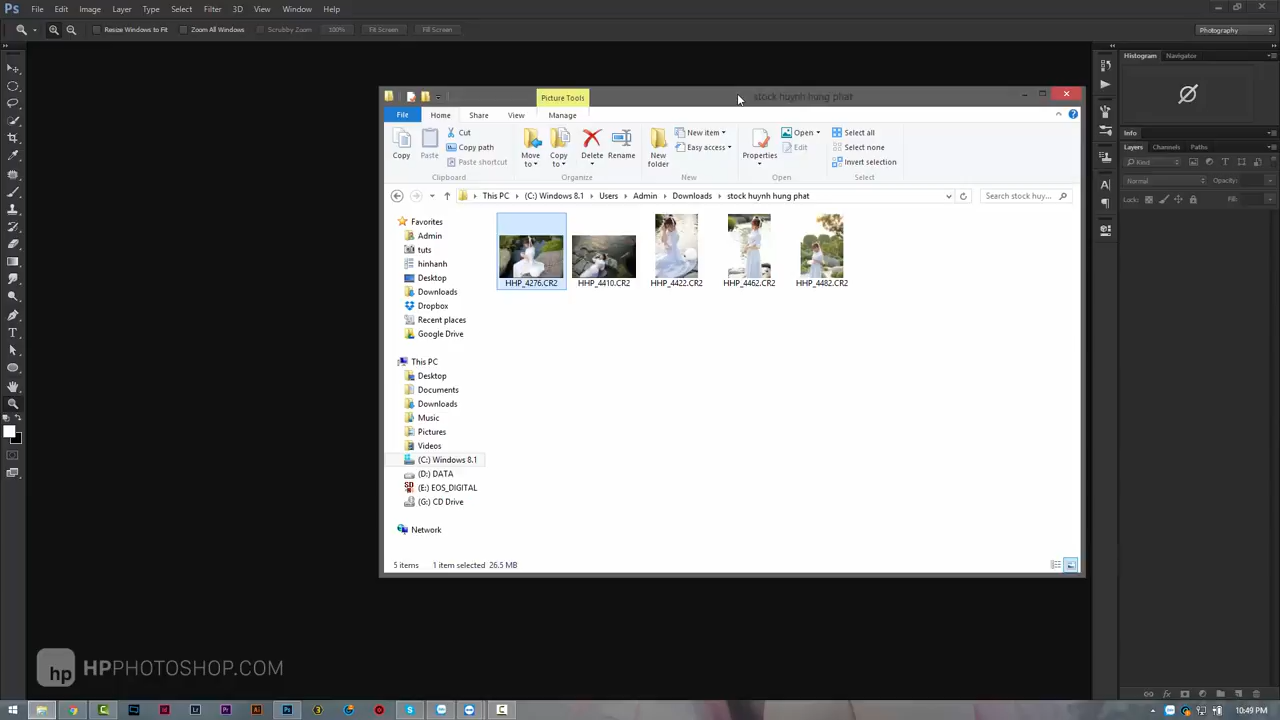 Ps File Edit Image Layer Type Select Filter 3D View Window Help
Resize Windows to Fit Zoom All Windows Scrubby Zoom 100% Fit Screen Fill Screen Photography
Histogram Navigator
Picture Tools stock huynh hung phat
File Home Share View Manage
Copy Paste Cut Copy path Paste shortcut
Move to Copy to Delete Rename New folder New item Easy access
Properties Open Edit Select all Select none Invert selection
Clipboard Organize New Open Select
Info
Layers Channels Paths
Kind
Normal Opacity:
Lock: Fill:
This PC (C:) Windows 8.1 Users Admin Downloads stock huynh hung phat Search stock huy...
Favorites
Admin
tuts
hinhanh
Desktop
Downloads
Dropbox
Recent places
Google Drive
HHP_4276.CR2 HHP_4410.CR2 HHP_4422.CR2 HHP_4462.CR2 HHP_4482.CR2
This PC
Desktop
Documents
Downloads
Music
Pictures
Videos
(C:) Windows 8.1
(D:) DATA
(E:) EOS_DIGITAL
(G:) CD Drive
Network
5 items 1 item selected 26.5 MB
hp HPPHOTOSHOP.COM
10:49 PM